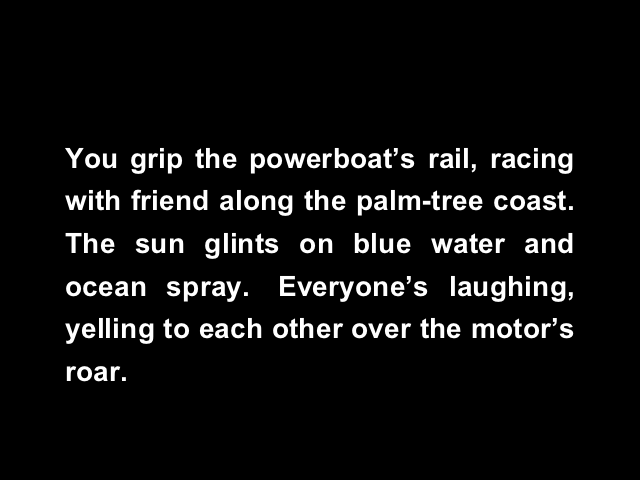 You grip the powerboat’s rail, racing
with friend along the palm-tree coast.
The sun glints on blue water and
ocean spray. Everyone’s laughing,
yelling to each other over the motor’s
roar.